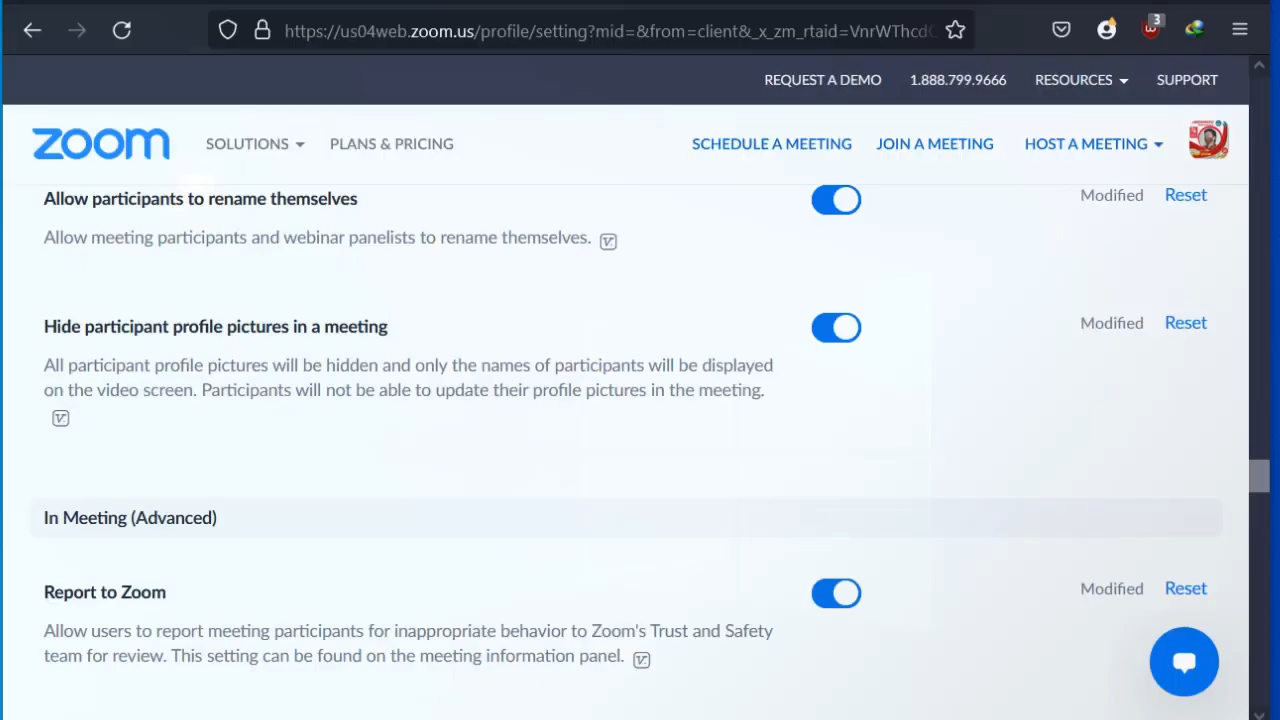 https://us04web.zoom.us/profile/setting?mid=&from=client&_x_zm_rtaid=VnrWThcd
3
REQUEST A DEMO 1.888.799.9666 RESOURCES SUPPORT
zoom SOLUTIONS PLANS & PRICING SCHEDULE A MEETING JOIN A MEETING HOST A MEETING
Allow participants to rename themselves Modified Reset
Allow meeting participants and webinar panelists to rename themselves.
Hide participant profile pictures in a meeting Modified Reset
All participant profile pictures will be hidden and only the names of participants will be displayed
on the video screen. Participants will not be able to update their profile pictures in the meeting.
In Meeting (Advanced)
Report to Zoom Modified Reset
Allow users to report meeting participants for inappropriate behavior to Zoom's Trust and Safety
team for review. This setting can be found on the meeting information panel.